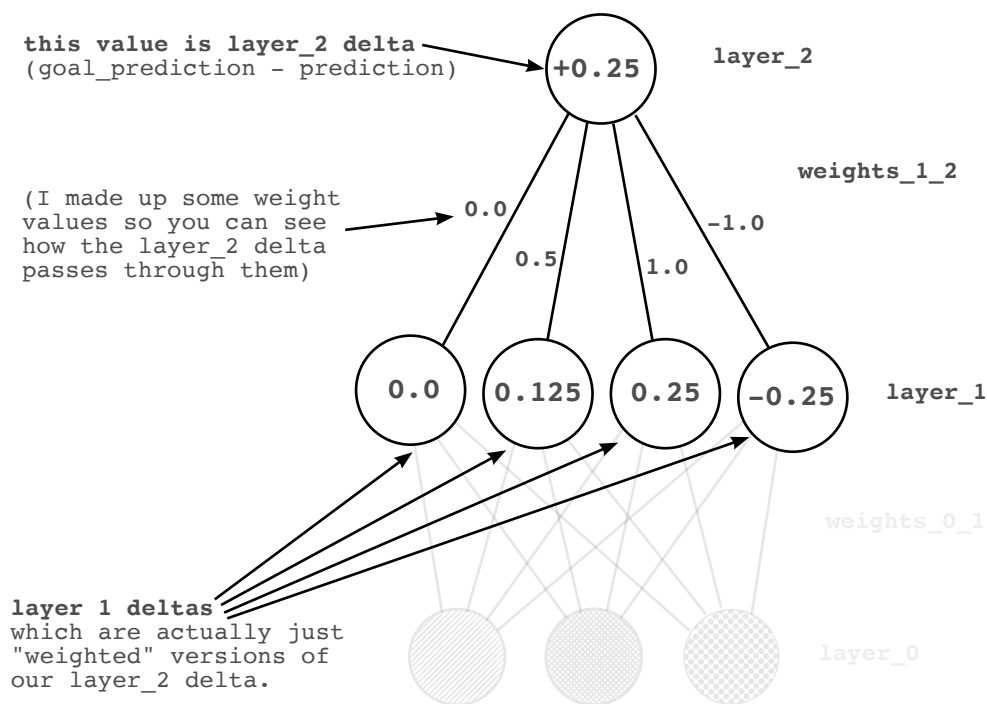 this value is layer_2 delta
(goal_prediction - prediction)
+0.25
layer_2
weights_1_2
(I made up some weight
values so you can see
how the layer_2 delta
passes through them)
0.0
0.5
1.0
-1.0
0.0
0.125
0.25
-0.25
layer_1
weights_0_1
layer 1 deltas
which are actually just
"weighted" versions of
our layer_2 delta.
layer_0